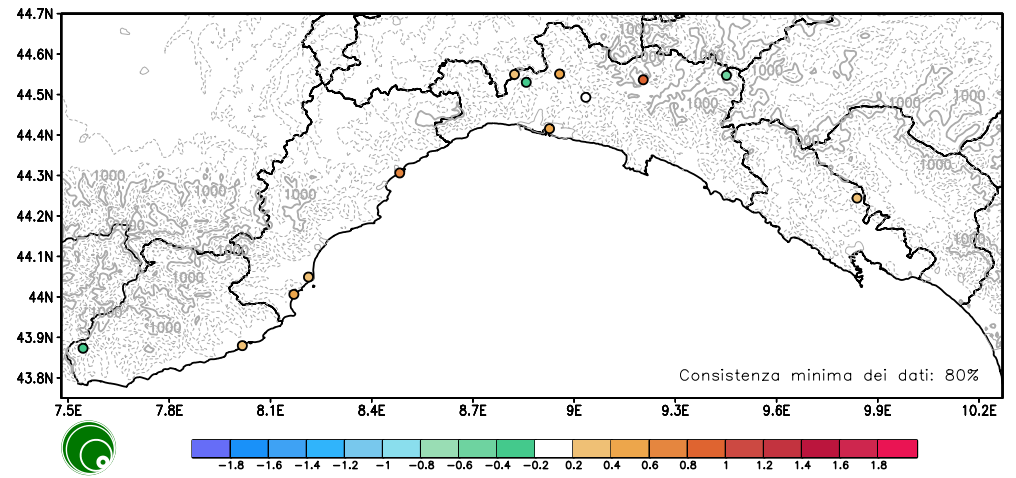 44.7N
44.6N
44.5N
44.4N
44.3N
44.2N
44.1N
44N
43.9N
43.8N
1000
1000
1000
1000
1000
1000
1000
1000
1000
1000
1000
Consistenza minima dei dati: 80%
7.5E 7.8E 8.1E 8.4E 8.7E 9E 9.3E 9.6E 9.9E 10.2E
-1.8 -1.6 -1.4 -1.2 -1 -0.8 -0.6 -0.4 -0.2 0.2 0.4 0.6 0.8 1 1.2 1.4 1.6 1.8